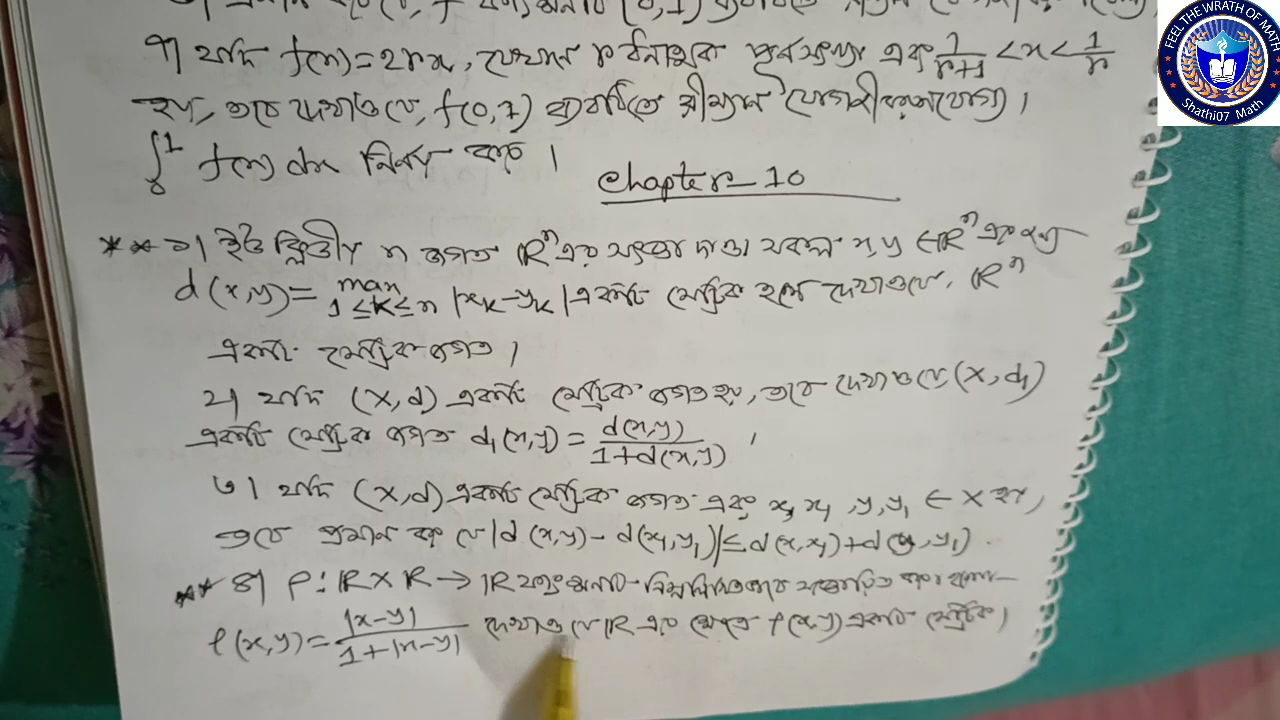 ৭। যদি f(x)=2rx, যেখানে r ধনাত্মক পূর্ণসংখ্যা এবং 1/(r+1) < x < 1/r
হয়, তবে দেখাও যে, f [0,1] ব্যবধিতে রীম্যান যোগজীকরণযোগ্য।
∫₀¹ f(x) dx নির্ণয় কর।
Chapter-10
** ১। ইউক্লিডীয় n জগত ℝⁿ এর সংজ্ঞা দাও। সকল x,y ∈ ℝⁿ এর জন্য
d(x,y)= max 1≤k≤n |xₖ-yₖ| একটি মেট্রিক হলে দেখাও যে, ℝⁿ
একটি মেট্রিক জগত।
২। যদি (X,d) একটি মেট্রিক জগত হয়, তবে দেখাও যে (X,d₁)
একটি মেট্রিক জগত d₁(x,y) = d(x,y)/(1+d(x,y)) ।
৩। যদি (X,d) একটি মেট্রিক জগত এবং x, x₁, y, y₁ ∈ X হয়,
তবে প্রমাণ কর যে |d(x,y) - d(x₁,y₁)| ≤ d(x,x₁)+d(y,y₁).
** ৪। ρ: ℝ×ℝ → ℝ ফাংশনটি নিম্নলিখিতভাবে সংজ্ঞায়িত করা হলো-
ρ(x,y) = |x-y|/(1+|x-y|) দেখাও যে ℝ এর ক্ষেত্রে ρ(x,y) একটি মেট্রিক।
FEEL THE WRATH OF MATH
Shathi07 Math